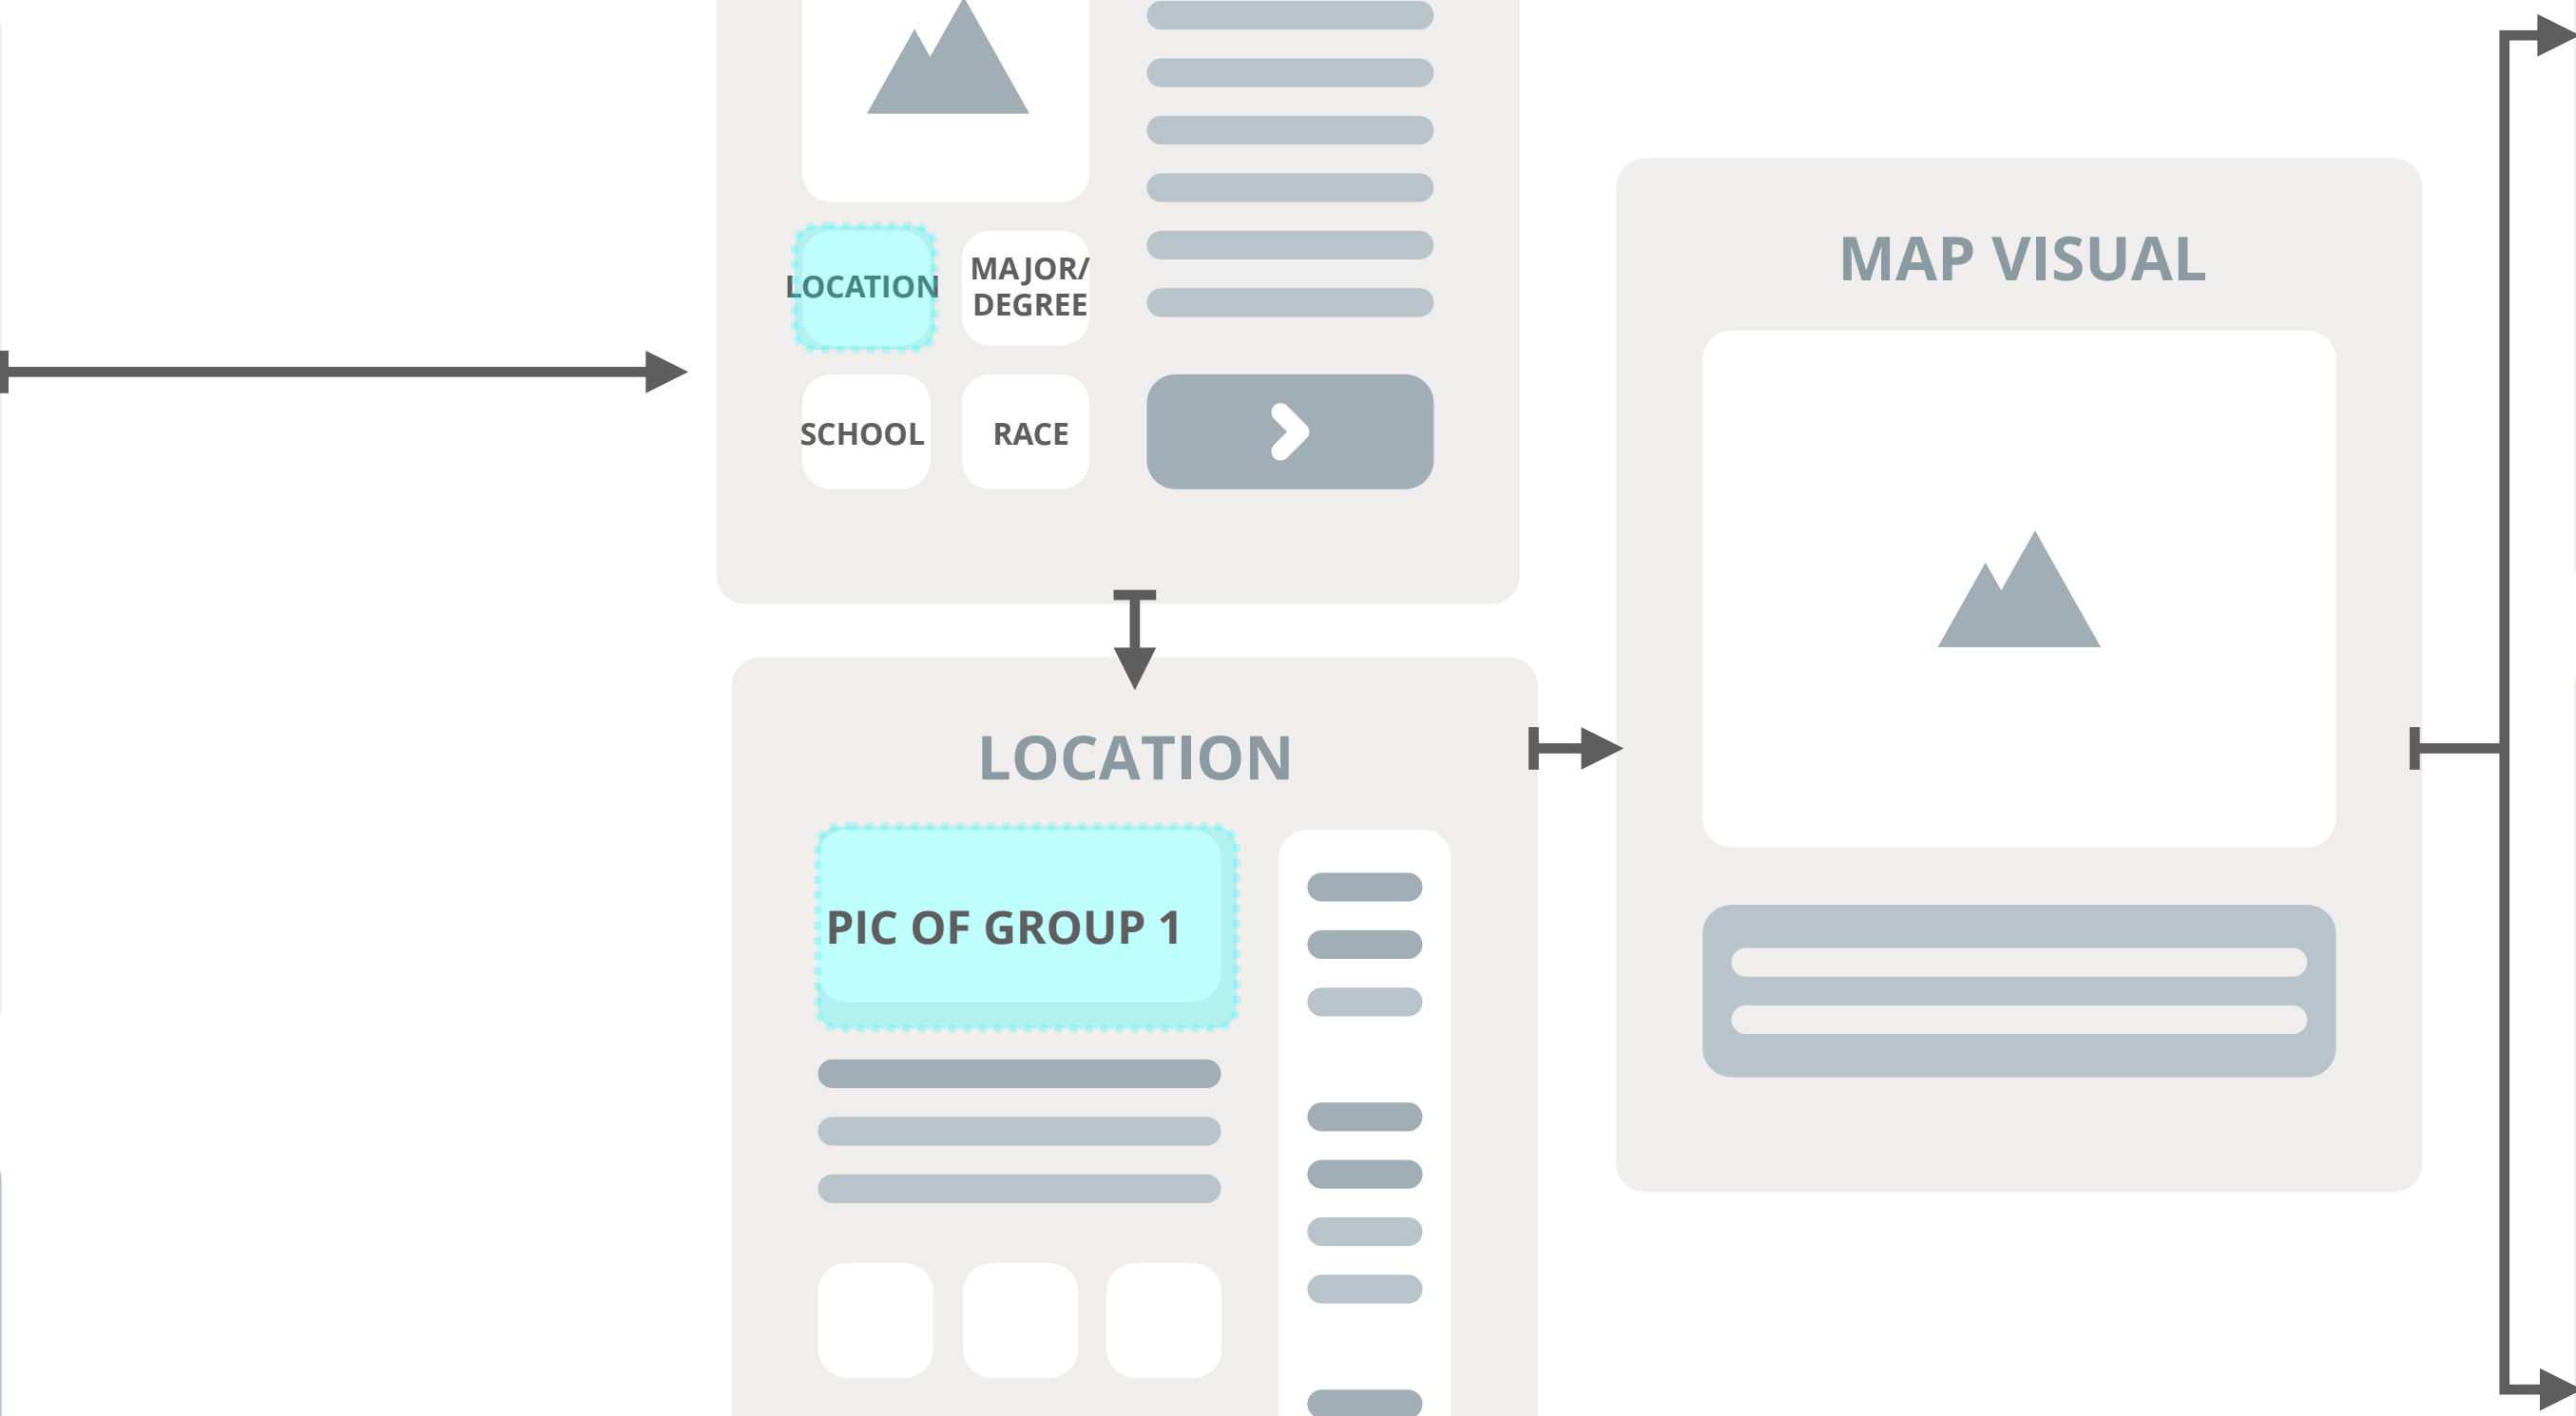 LOCATION
MAJOR/
DEGREE
SCHOOL
RACE
LOCATION
PIC OF GROUP 1
MAP VISUAL